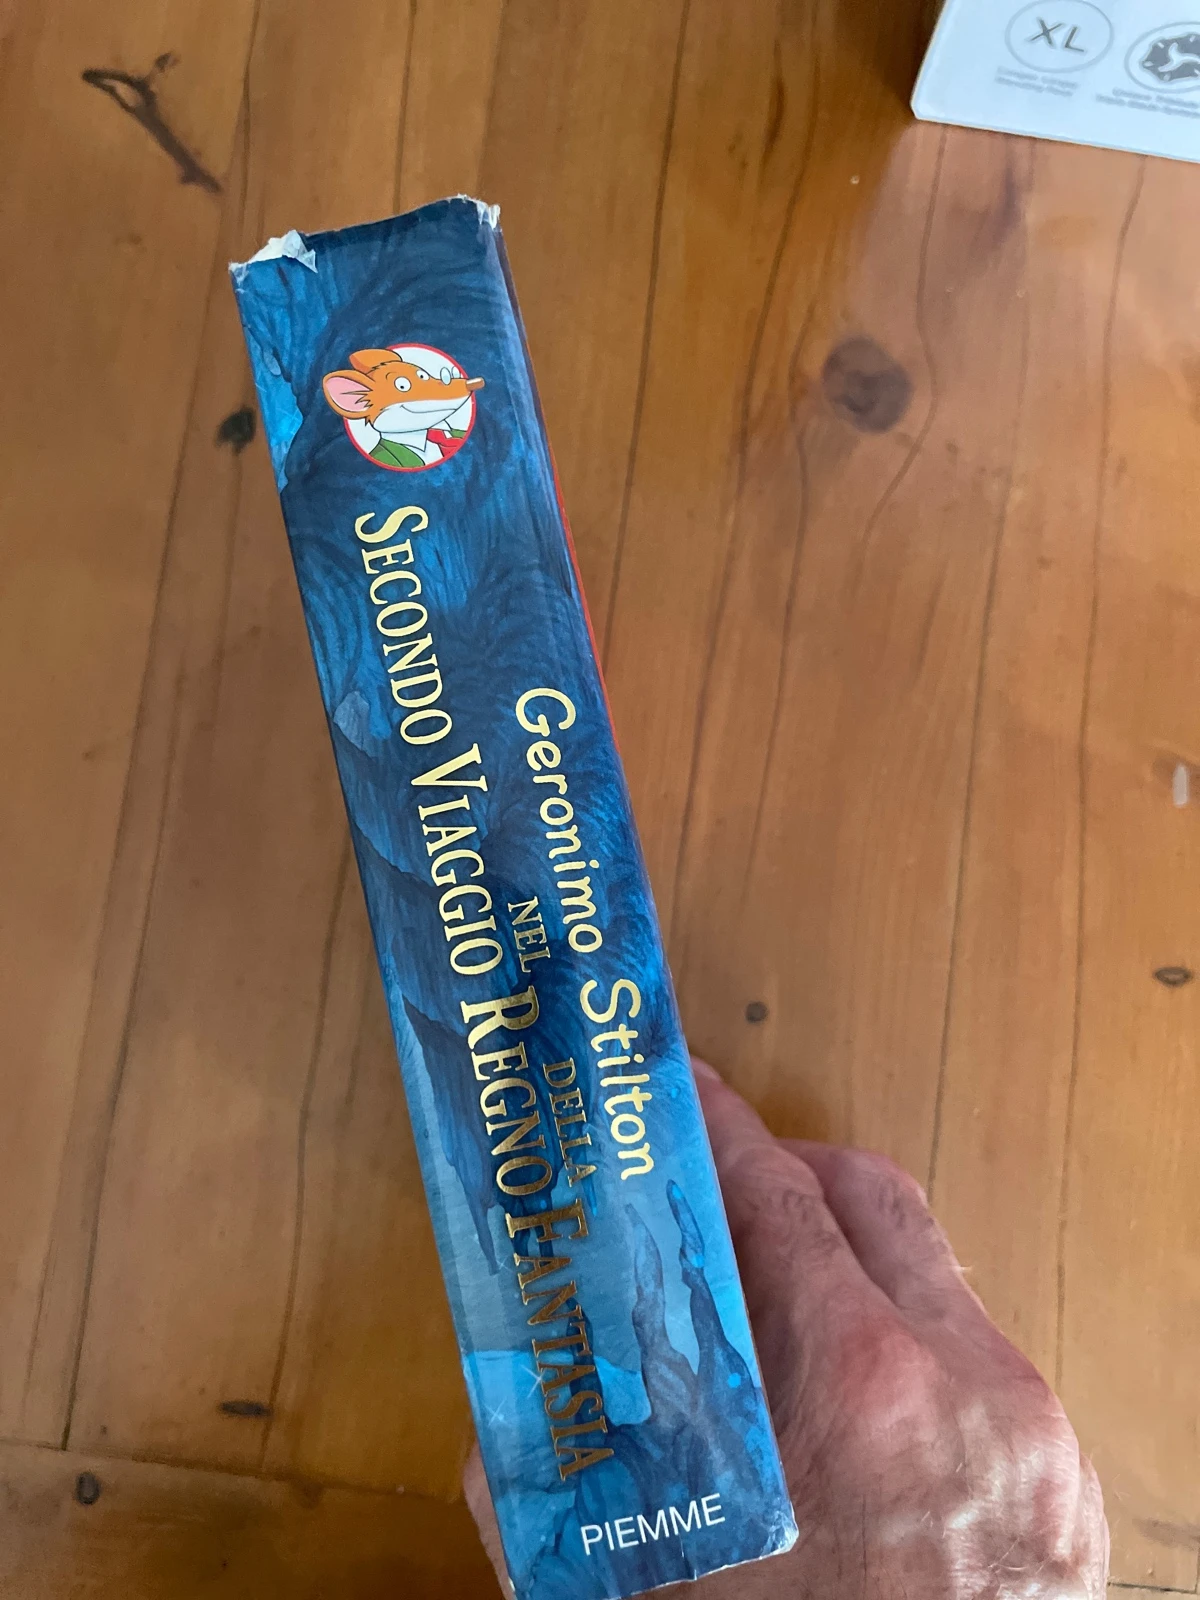 Geronimo Stilton
SECONDO VIAGGIO NEL REGNO DELLA FANTASIA
PIEMME
XL